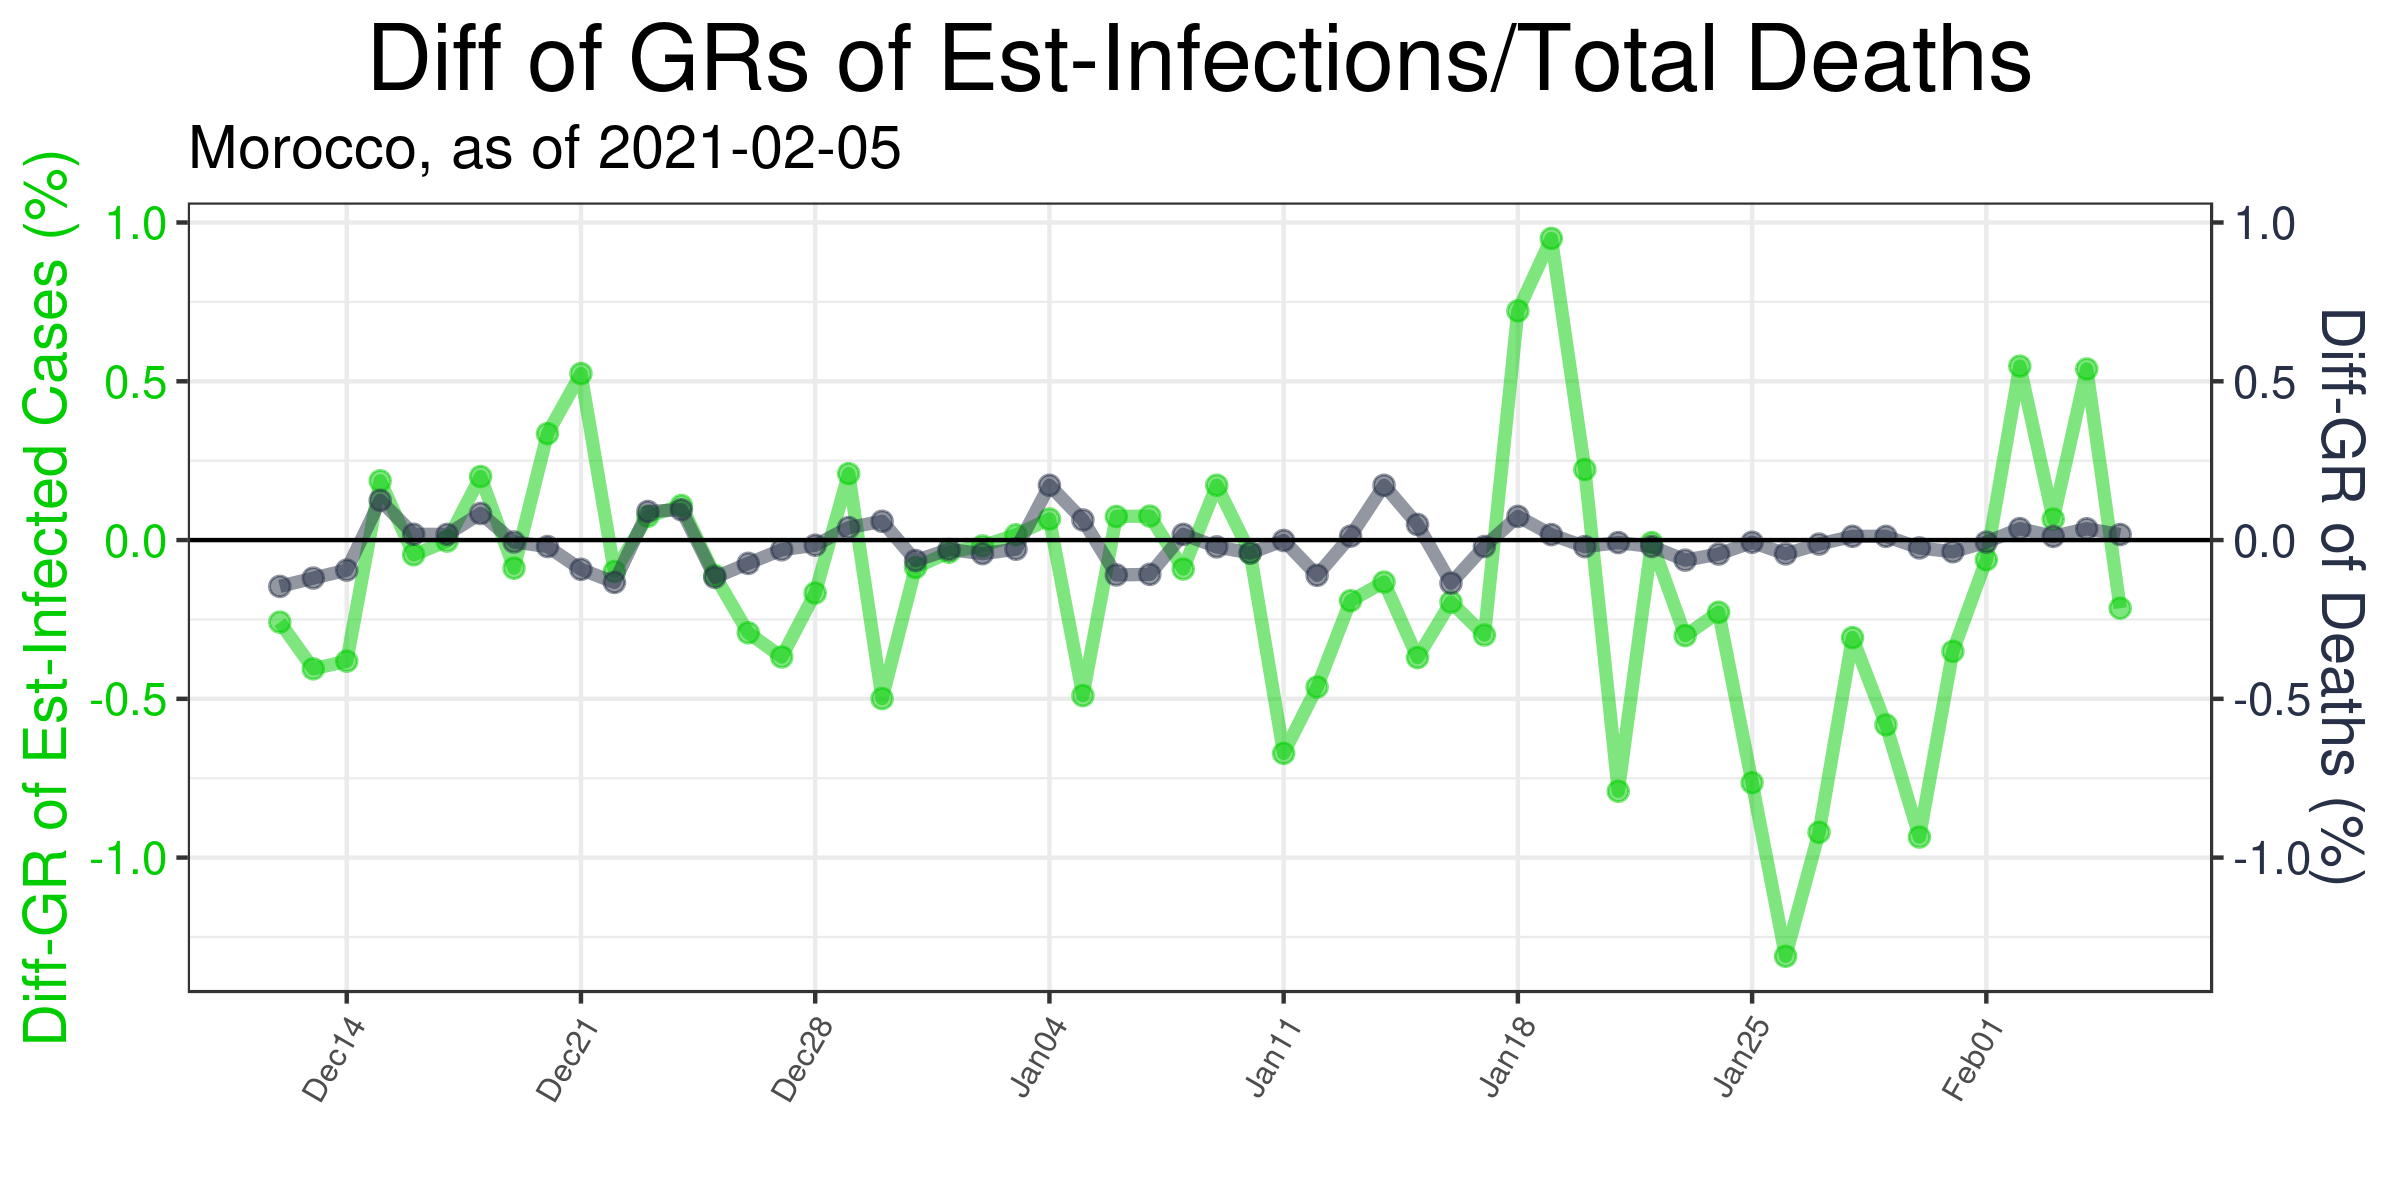 Diff of GRs of Est-Infections/Total Deaths
Morocco, as of 2021-02-05
Diff-GR of Est-Infected Cases (%)
1.0
0.5
0.0
-0.5
-1.0
1.0
0.5
0.0
-0.5
-1.0
Diff-GR of Deaths (%)
Dec14
Dec21
Dec28
Jan04
Jan11
Jan18
Jan25
Feb01